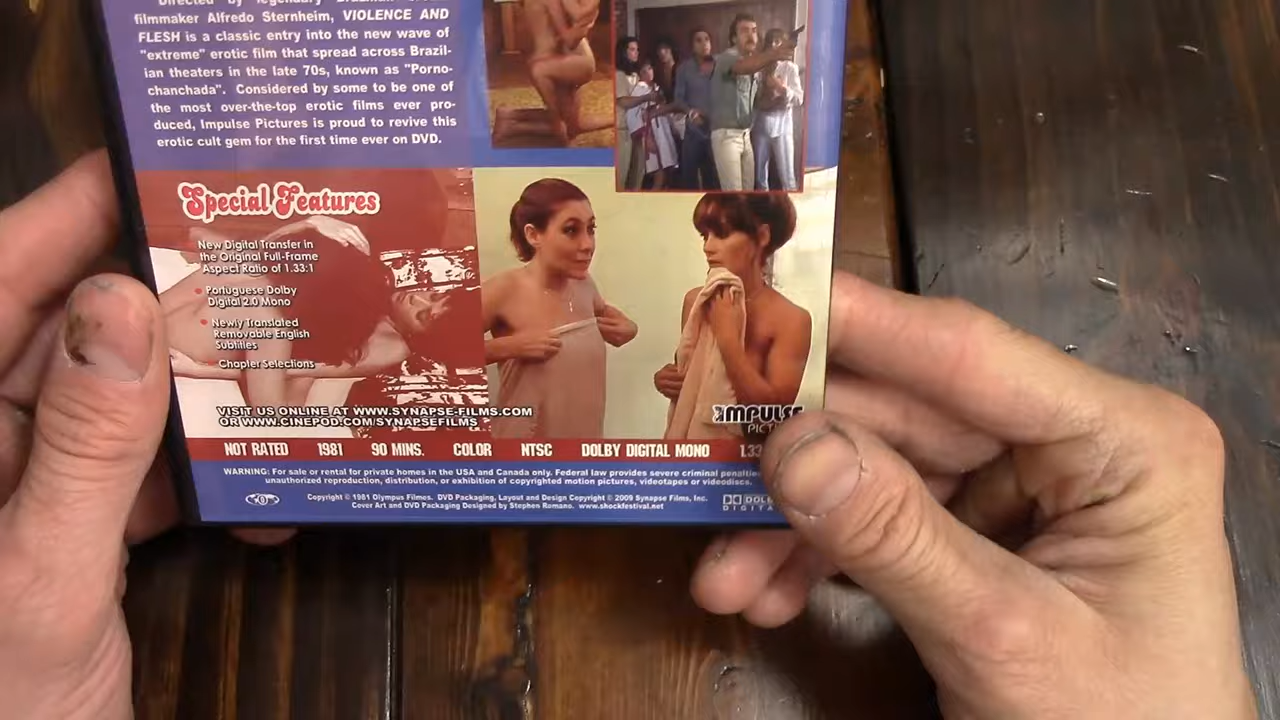 Directed by legendary Brazilian
filmmaker Alfredo Sternheim, VIOLENCE AND
FLESH is a classic entry into the new wave of
"extreme" erotic film that spread across Brazil-
ian theaters in the late 70s, known as "Porno-
chanchada". Considered by some to be one of
the most over-the-top erotic films ever pro-
duced, Impulse Pictures is proud to revive this
erotic cult gem for the first time ever on DVD.
Special Features
New Digital Transfer in
the Original Full-Frame
Aspect Ratio of 1.33:1
Portuguese Dolby
Digital 2.0 Mono
Newly Translated
Removable English
Subtitles
Chapter Selections
VISIT US ONLINE AT WWW.SYNAPSE-FILMS.COM
OR WWW.CINEPOD.COM/SYNAPSEFILMS
IMPULSE
NOT RATED 1981 90 MINS. COLOR NTSC DOLBY DIGITAL MONO
WARNING: For sale or rental for private homes in the USA and Canada only. Federal law provides severe criminal
unauthorized reproduction, distribution, or exhibition of copyrighted motion pictures, videotapes or videodiscs.
Copyright © 1981 Olympus Filmes. DVD Packaging, Layout and Design Copyright © 2009 Synapse Films, Inc.
Cover Art and DVD Packaging Designed by Stephen Romano. www.shockfestival.net